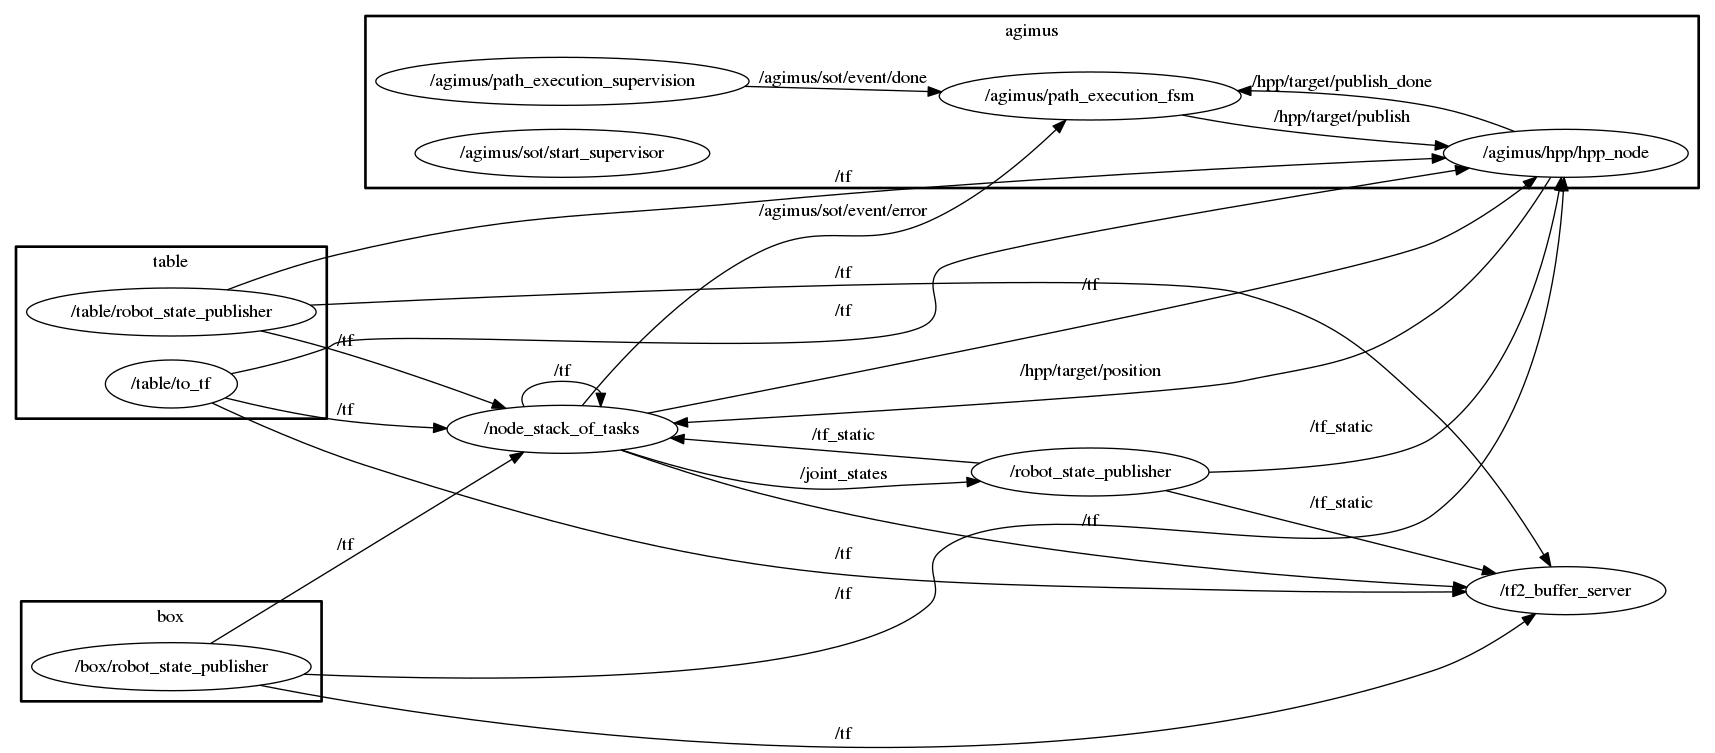 agimus
/agimus/path_execution_supervision
/agimus/sot/event/done
/agimus/path_execution_fsm
/hpp/target/publish_done
/hpp/target/publish
/agimus/sot/start_supervisor
/agimus/hpp/hpp_node
/tf
/agimus/sot/event/error
table
/tf
/tf
/table/robot_state_publisher
/tf
/tf
/hpp/target/position
/tf
/table/to_tf
/tf
/node_stack_of_tasks
/tf_static
/tf_static
/joint_states
/robot_state_publisher
/tf_static
/tf
/tf
/tf
/tf
/tf2_buffer_server
box
/box/robot_state_publisher
/tf